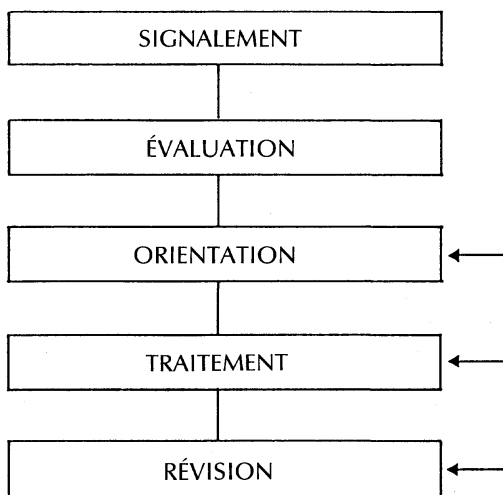 SIGNALEMENT
ÉVALUATION
ORIENTATION
TRAITEMENT
RÉVISION